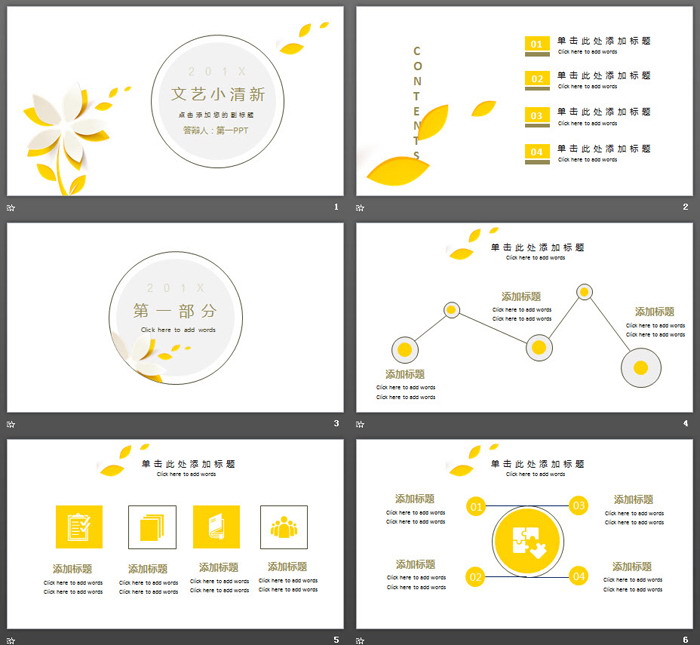 201X
文艺小清新
点击添加您的副标题
答辩人：第一PPT
1
CONTENTS
01
单击此处添加标题
Click here to add words
02
单击此处添加标题
Click here to add words
03
单击此处添加标题
Click here to add words
04
单击此处添加标题
Click here to add words
2
201X
第一部分
Click here to add words
3
单击此处添加标题
Click here to add words
添加标题
Click here to add words
Click here to add words
添加标题
Click here to add words
Click here to add words
添加标题
Click here to add words
Click here to add words
4
单击此处添加标题
Click here to add words
添加标题
Click here to add words
Click here to add words
添加标题
Click here to add words
Click here to add words
添加标题
Click here to add words
Click here to add words
添加标题
Click here to add words
Click here to add words
5
单击此处添加标题
Click here to add words
添加标题
Click here to add words
Click here to add words
01
03
添加标题
Click here to add words
Click here to add words
添加标题
Click here to add words
Click here to add words
02
04
添加标题
Click here to add words
Click here to add words
6